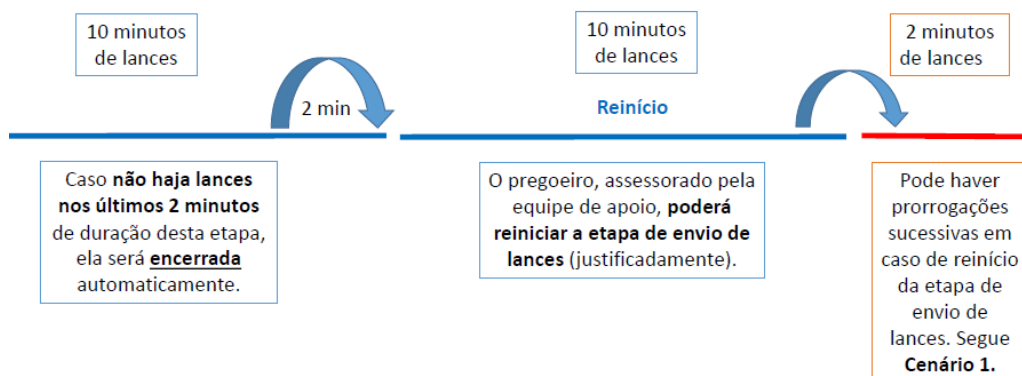 10 minutos
de lances
10 minutos
de lances
2 minutos
de lances
2 min
Reinício
Caso não haja lances
nos últimos 2 minutos
de duração desta etapa,
ela será encerrada
automaticamente.
O pregoeiro, assessorado pela
equipe de apoio, poderá
reiniciar a etapa de envio de
lances (justificadamente).
Pode haver
prorrogações
sucessivas em
caso de reinício
da etapa de
envio de
lances. Segue
Cenário 1.